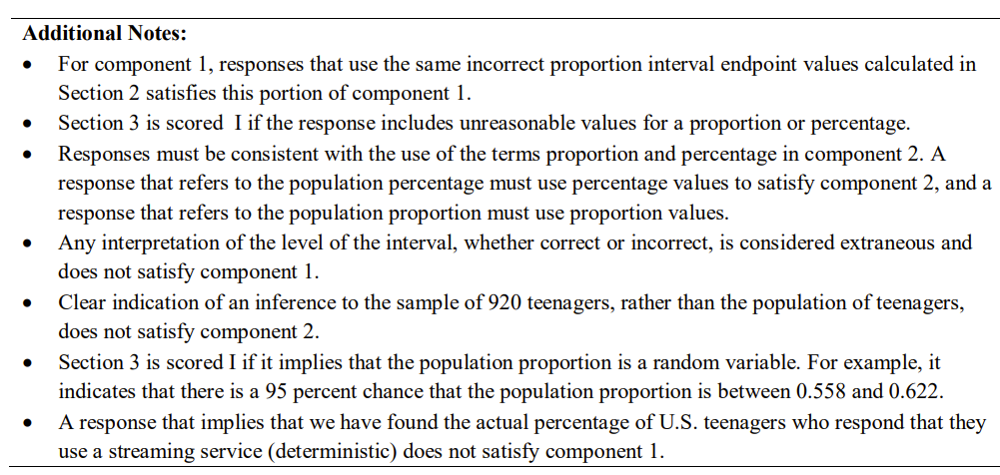 Additional Notes:
• For component 1, responses that use the same incorrect proportion interval endpoint values calculated in
Section 2 satisfies this portion of component 1.
• Section 3 is scored  I if the response includes unreasonable values for a proportion or percentage.
• Responses must be consistent with the use of the terms proportion and percentage in component 2. A
response that refers to the population percentage must use percentage values to satisfy component 2, and a
response that refers to the population proportion must use proportion values.
• Any interpretation of the level of the interval, whether correct or incorrect, is considered extraneous and
does not satisfy component 1.
• Clear indication of an inference to the sample of 920 teenagers, rather than the population of teenagers,
does not satisfy component 2.
• Section 3 is scored I if it implies that the population proportion is a random variable. For example, it
indicates that there is a 95 percent chance that the population proportion is between 0.558 and 0.622.
• A response that implies that we have found the actual percentage of U.S. teenagers who respond that they
use a streaming service (deterministic) does not satisfy component 1.